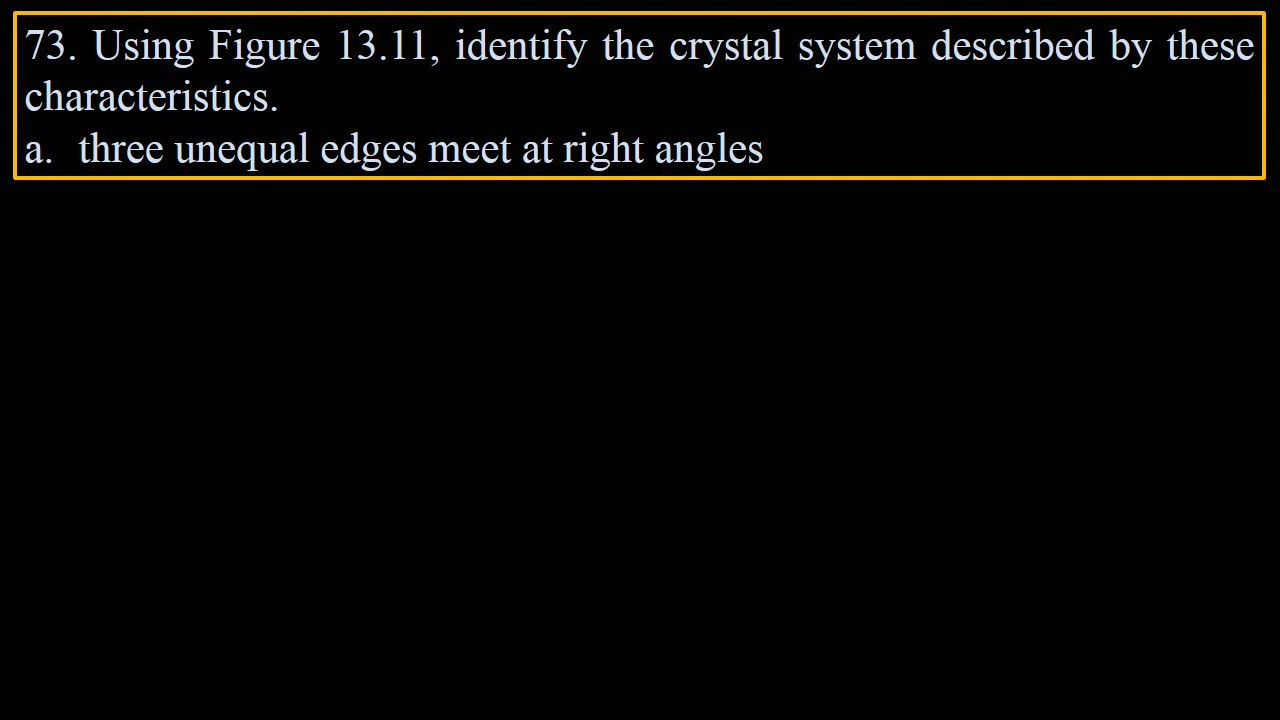 73. Using Figure 13.11, identify the crystal system described by these
characteristics.
a. three unequal edges meet at right angles